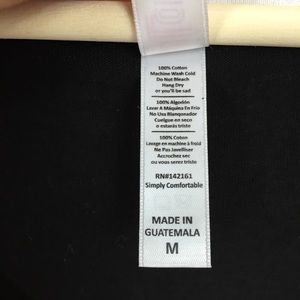 100% Cotton
Machine Wash Cold
Do Not Bleach
Hang Dry
or you'll be sad
100% Algodón
Lavar A Máquina En Frío
No Usa Blanqueador
Cuelgue en seco
o estarás triste
100% Coton
Lavage en machine à froid
Ne Pas Javelliser
Accrochez sec
ou vous serez triste
RN#142161
Simply Comfortable
MADE IN
GUATEMALA
M